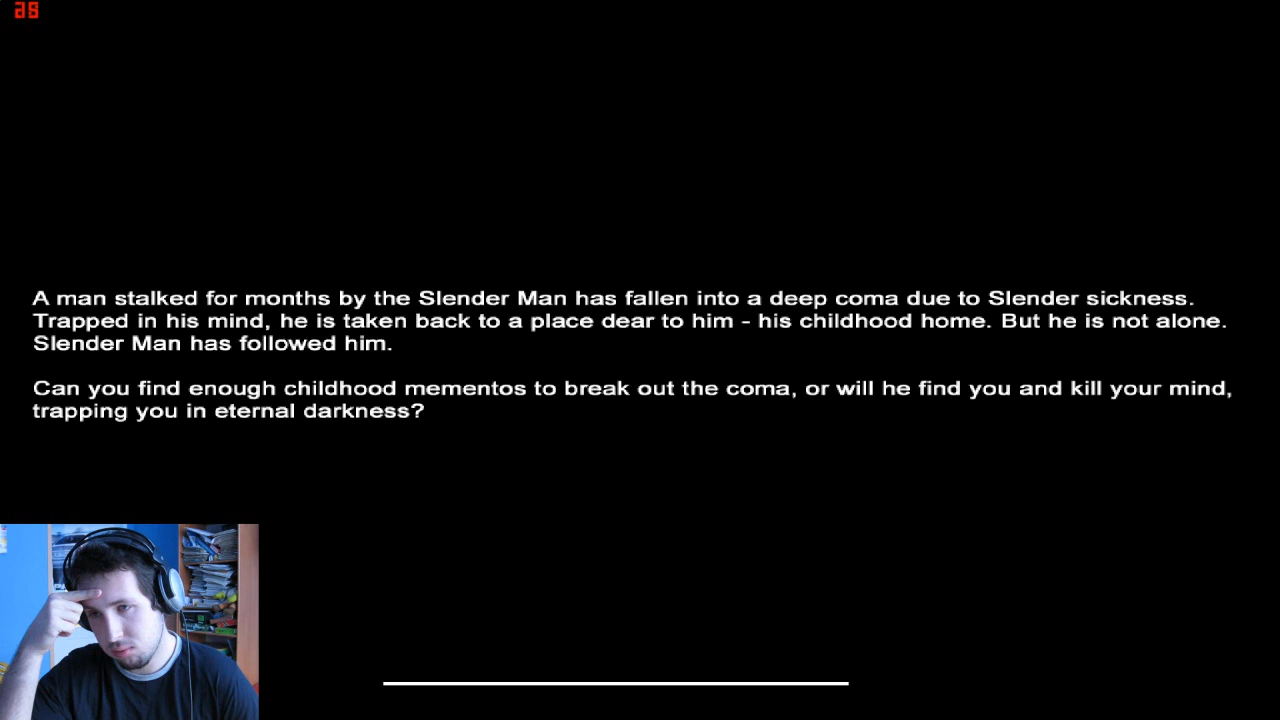 A man stalked for months by the Slender Man has fallen into a deep coma due to Slender sickness.
Trapped in his mind, he is taken back to a place dear to him - his childhood home. But he is not alone.
Slender Man has followed him.
Can you find enough childhood mementos to break out the coma, or will he find you and kill your mind,
trapping you in eternal darkness?